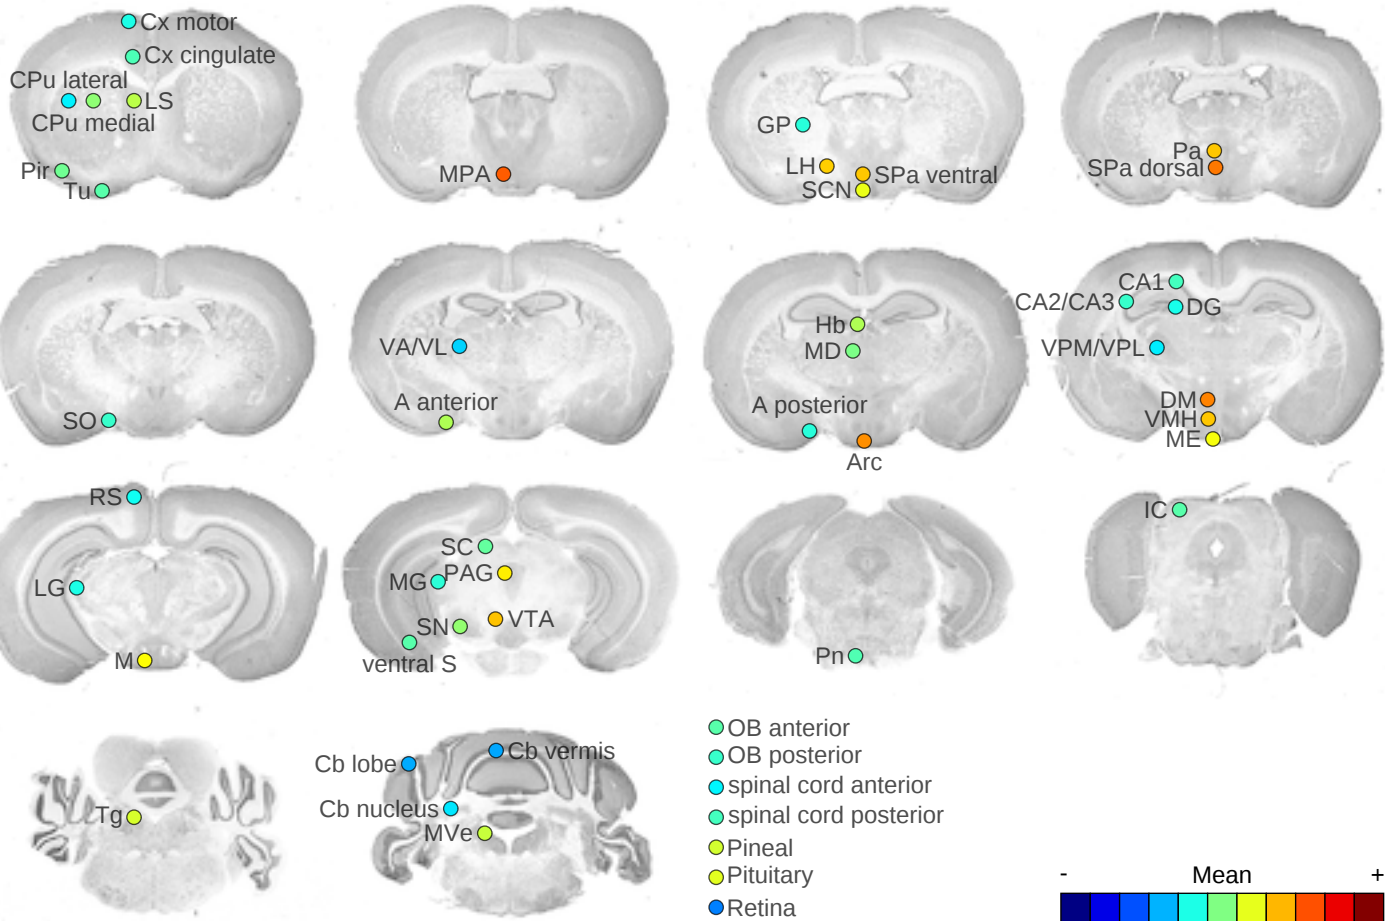 Cx motor
Cx cingulate
CPu lateral
LS
CPu medial
Pir
Tu
MPA
GP
LH
SPa ventral
SCN
Pa
SPa dorsal
SO
VA/VL
A anterior
Hb
MD
A posterior
Arc
CA1
CA2/CA3
DG
VPM/VPL
DM
VMH
ME
RS
LG
M
SC
MG
PAG
SN
VTA
ventral S
Pn
IC
Tg
Cb lobe
Cb vermis
Cb nucleus
MVe
OB anterior
OB posterior
spinal cord anterior
spinal cord posterior
Pineal
Pituitary
Retina
- Mean +